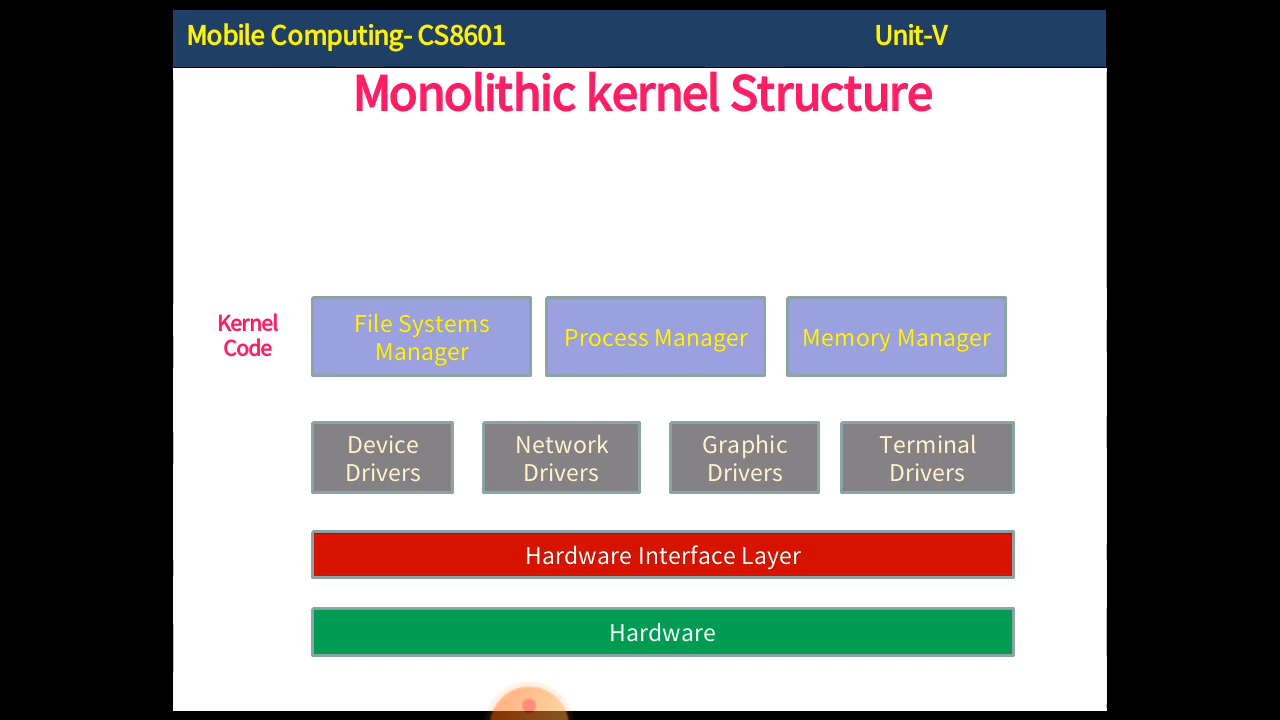 Mobile Computing- CS8601 Unit-V
Monolithic kernel Structure
Kernel
Code
File Systems
Manager
Process Manager
Memory Manager
Device
Drivers
Network
Drivers
Graphic
Drivers
Terminal
Drivers
Hardware Interface Layer
Hardware